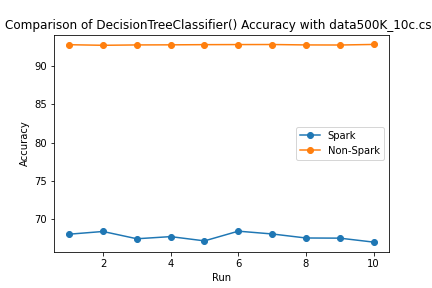 Comparison of DecisionTreeClassifier() Accuracy with data500K_10c.cs
90
85
80
75
70
Accuracy
Spark
Non-Spark
2
4
6
8
10
Run